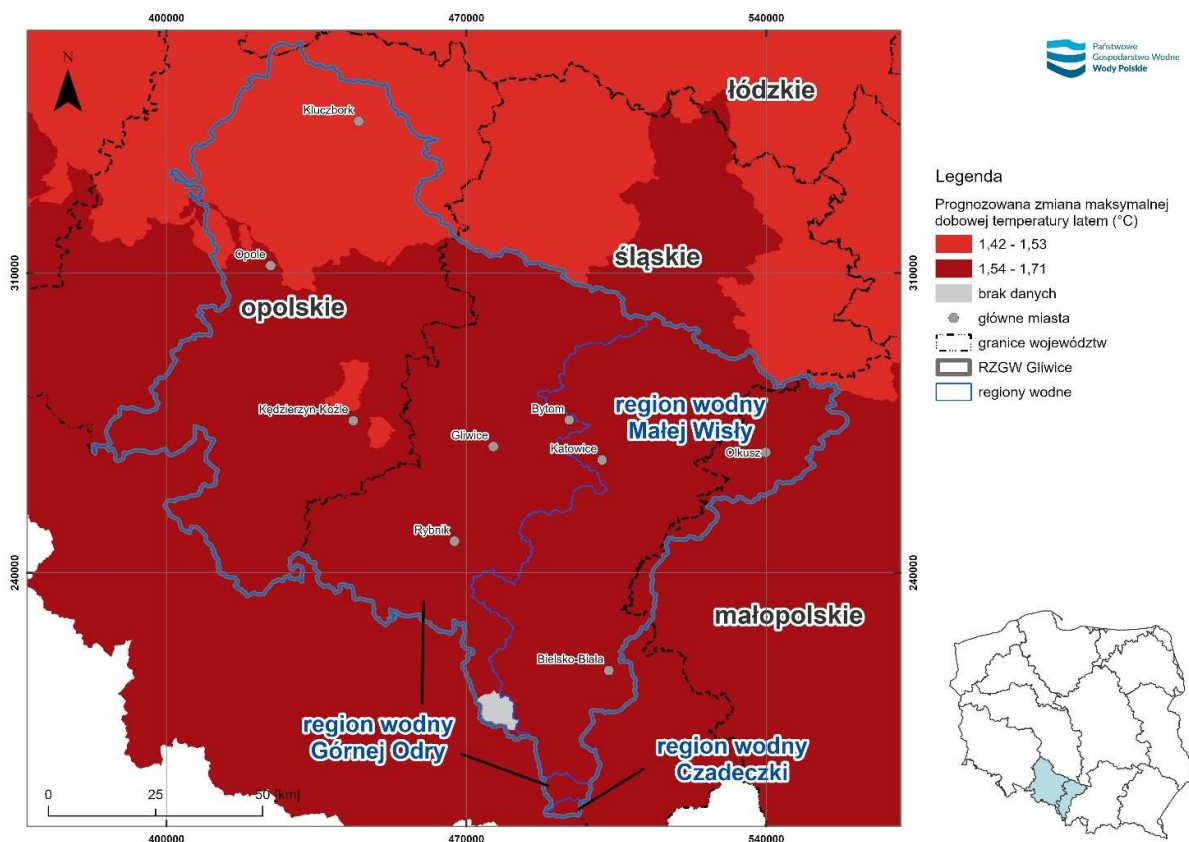 400000
470000
540000
N
Państwowe
Gospodarstwo Wodne
Wody Polskie
łódzkie
Kluczbork
Legenda
Prognozowana zmiana maksymalnej
dobowej temperatury latem (°C)
1,42 - 1,53
1,54 - 1,71
brak danych
główne miasta
granice województw
RZGW Gliwice
regiony wodne
śląskie
Opole
310000
310000
opolskie
Kędzierzyn-Koźle
Bytom
region wodny
Małej Wisły
Gliwice
Katowice
Olkusz
Rybnik
240000
240000
małopolskie
Bielsko-Biała
region wodny
Górnej Odry
region wodny
Czadeczki
0
25
50 [km]
400000
470000
540000